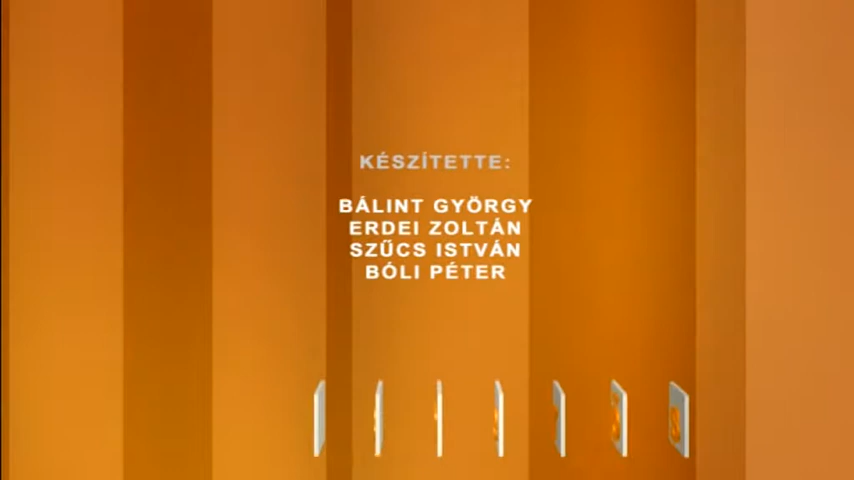 KÉSZÍTETTE:
BÁLINT GYÖRGY
ERDEI ZOLTÁN
SZŰCS ISTVÁN
BÓLI PÉTER